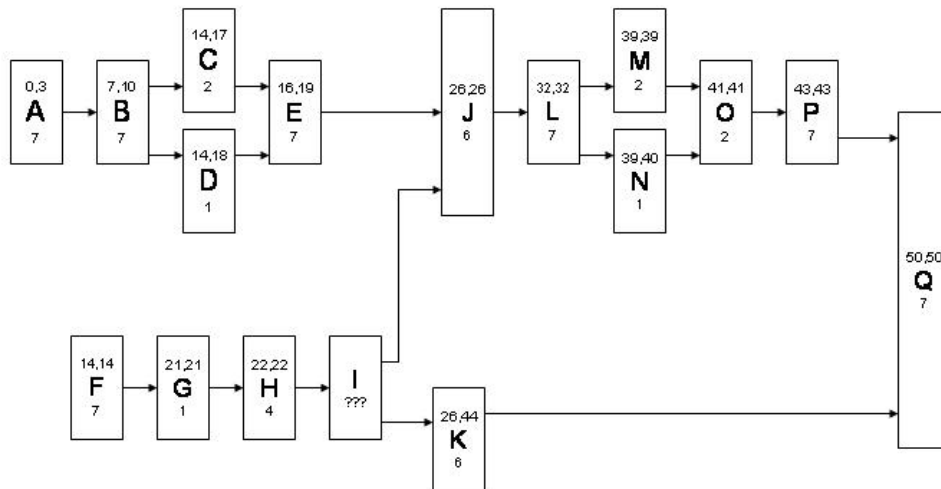 0,3
A
7
7,10
B
7
14,17
C
2
14,18
D
1
16,19
E
7
26,26
J
6
32,32
L
7
39,39
M
2
39,40
N
1
41,41
O
2
43,43
P
7
50,50
Q
7
14,14
F
7
21,21
G
1
22,22
H
4
I
???
26,44
K
6